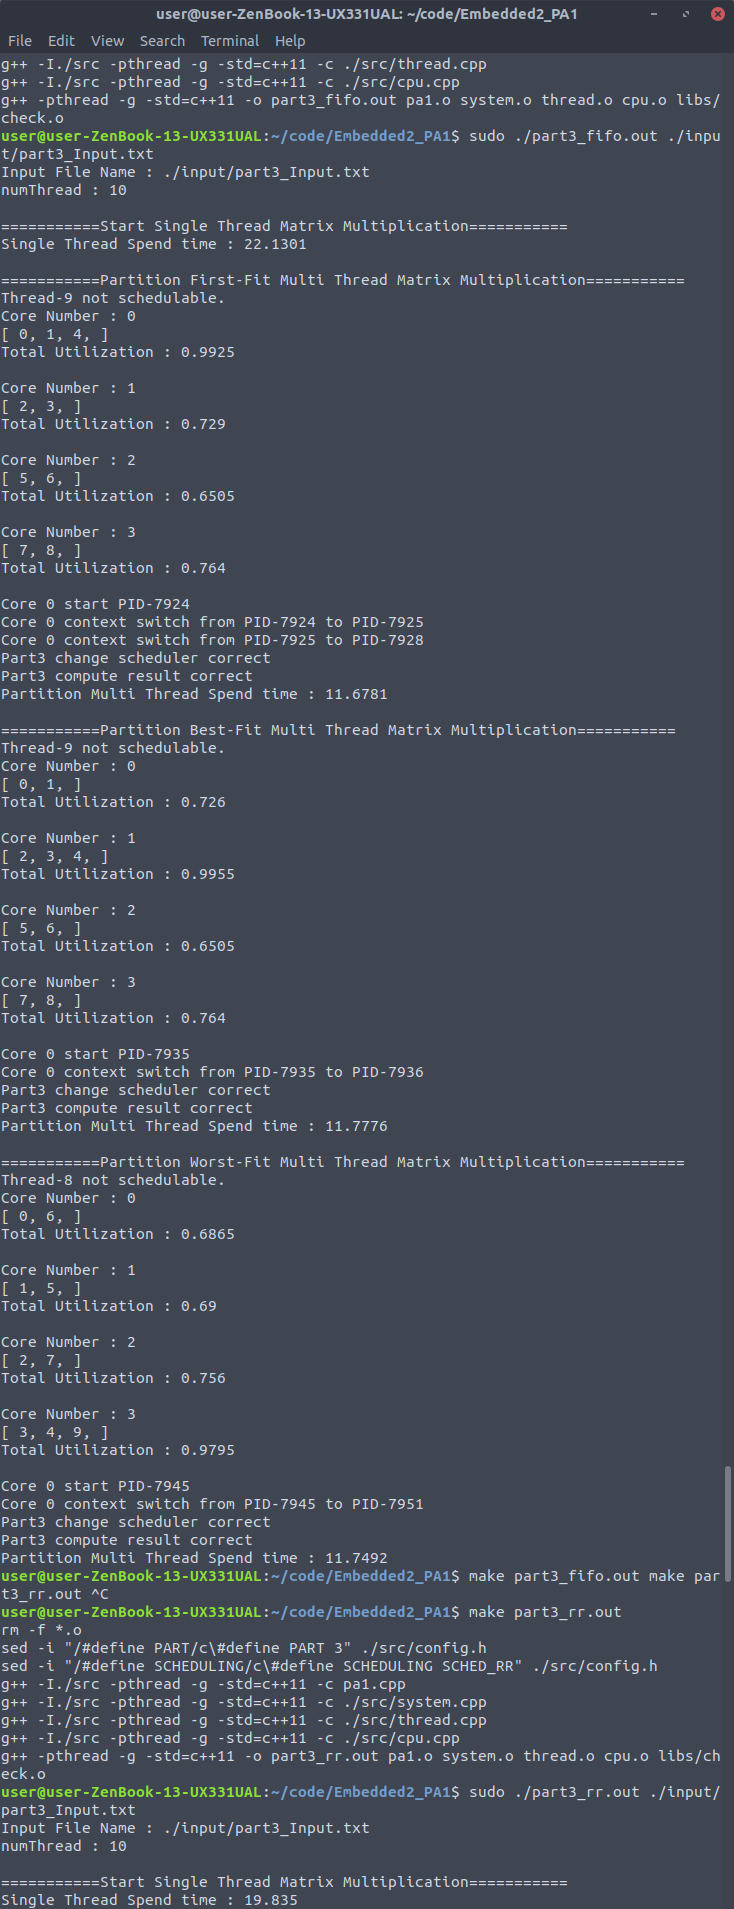 user@user-ZenBook-13-UX331UAL: ~/code/Embedded2_PA1
File Edit View Search Terminal Help
g++ -I./src -pthread -g -std=c++11 -c ./src/thread.cpp
g++ -I./src -pthread -g -std=c++11 -c ./src/cpu.cpp
g++ -pthread -g -std=c++11 -o part3_fifo.out pa1.o system.o thread.o cpu.o libs/
check.o
user@user-ZenBook-13-UX331UAL:~/code/Embedded2_PA1$ sudo ./part3_fifo.out ./inpu
t/part3_Input.txt
Input File Name : ./input/part3_Input.txt
numThread : 10

===========Start Single Thread Matrix Multiplication===========
Single Thread Spend time : 22.1301

===========Partition First-Fit Multi Thread Matrix Multiplication===========
Thread-9 not schedulable.
Core Number : 0
[ 0, 1, 4, ]
Total Utilization : 0.9925

Core Number : 1
[ 2, 3, ]
Total Utilization : 0.729

Core Number : 2
[ 5, 6, ]
Total Utilization : 0.6505

Core Number : 3
[ 7, 8, ]
Total Utilization : 0.764

Core 0 start PID-7924
Core 0 context switch from PID-7924 to PID-7925
Core 0 context switch from PID-7925 to PID-7928
Part3 change scheduler correct
Part3 compute result correct
Partition Multi Thread Spend time : 11.6781

===========Partition Best-Fit Multi Thread Matrix Multiplication===========
Thread-9 not schedulable.
Core Number : 0
[ 0, 1, ]
Total Utilization : 0.726

Core Number : 1
[ 2, 3, 4, ]
Total Utilization : 0.9955

Core Number : 2
[ 5, 6, ]
Total Utilization : 0.6505

Core Number : 3
[ 7, 8, ]
Total Utilization : 0.764

Core 0 start PID-7935
Core 0 context switch from PID-7935 to PID-7936
Part3 change scheduler correct
Part3 compute result correct
Partition Multi Thread Spend time : 11.7776

===========Partition Worst-Fit Multi Thread Matrix Multiplication===========
Thread-8 not schedulable.
Core Number : 0
[ 0, 6, ]
Total Utilization : 0.6865

Core Number : 1
[ 1, 5, ]
Total Utilization : 0.69

Core Number : 2
[ 2, 7, ]
Total Utilization : 0.756

Core Number : 3
[ 3, 4, 9, ]
Total Utilization : 0.9795

Core 0 start PID-7945
Core 0 context switch from PID-7945 to PID-7951
Part3 change scheduler correct
Part3 compute result correct
Partition Multi Thread Spend time : 11.7492
user@user-ZenBook-13-UX331UAL:~/code/Embedded2_PA1$ make part3_fifo.out make par
t3_rr.out ^C
user@user-ZenBook-13-UX331UAL:~/code/Embedded2_PA1$ make part3_rr.out
rm -f *.o
sed -i "/#define PART/c\#define PART 3" ./src/config.h
sed -i "/#define SCHEDULING/c\#define SCHEDULING SCHED_RR" ./src/config.h
g++ -I./src -pthread -g -std=c++11 -c pa1.cpp
g++ -I./src -pthread -g -std=c++11 -c ./src/system.cpp
g++ -I./src -pthread -g -std=c++11 -c ./src/thread.cpp
g++ -I./src -pthread -g -std=c++11 -c ./src/cpu.cpp
g++ -pthread -g -std=c++11 -o part3_rr.out pa1.o system.o thread.o cpu.o libs/ch
eck.o
user@user-ZenBook-13-UX331UAL:~/code/Embedded2_PA1$ sudo ./part3_rr.out ./input/
part3_Input.txt
Input File Name : ./input/part3_Input.txt
numThread : 10

===========Start Single Thread Matrix Multiplication===========
Single Thread Spend time : 19.835